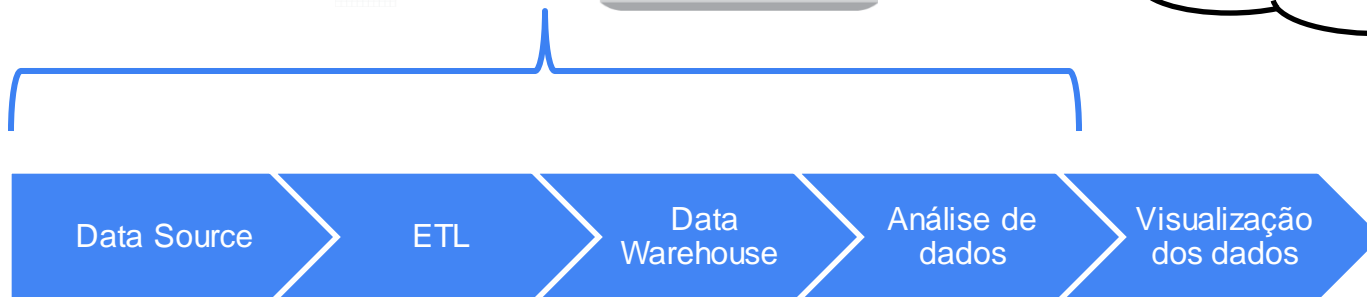 Data Source
ETL
Data
Warehouse
Análise de
dados
Visualização
dos dados